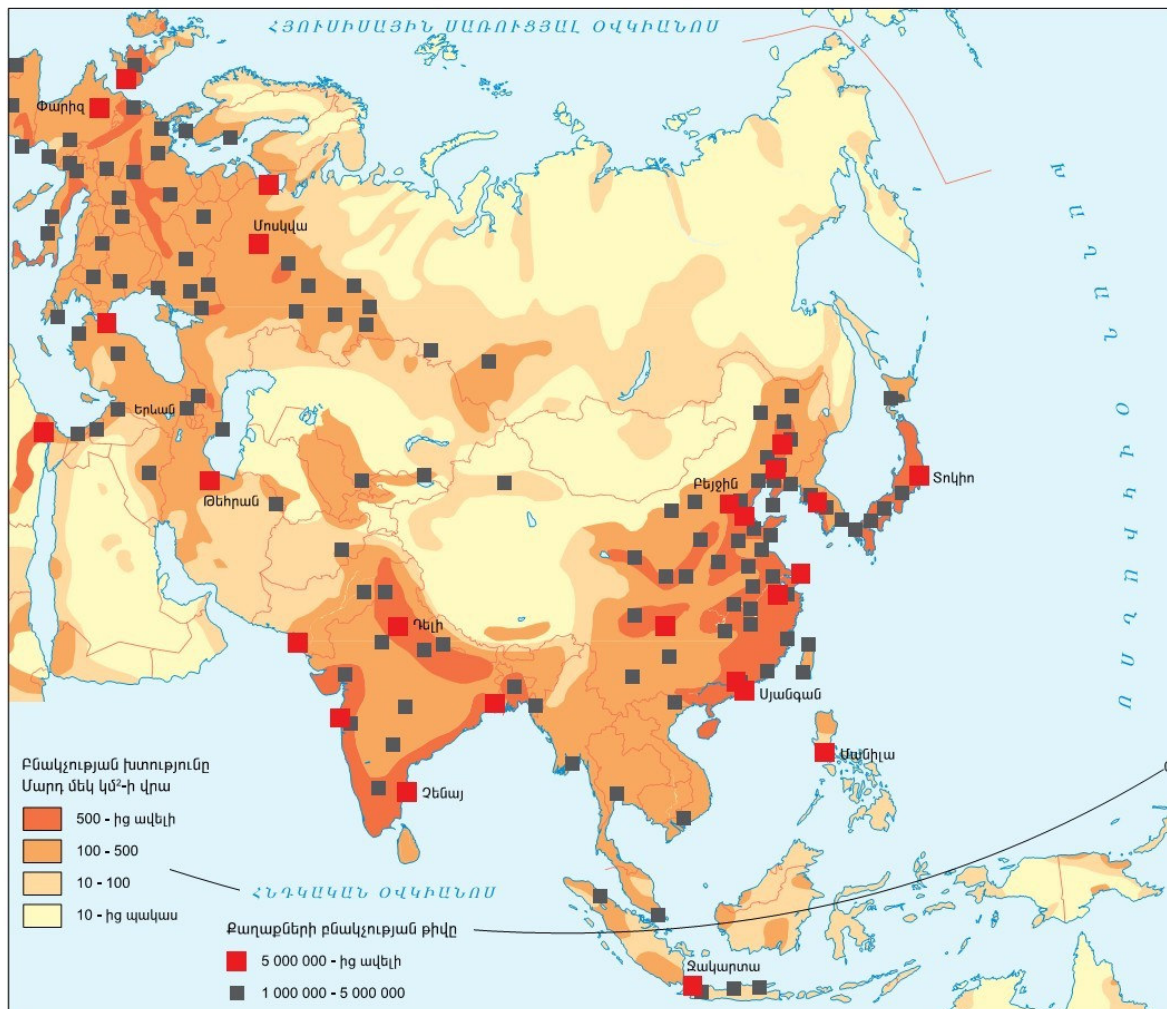 ՀՅՈՒՍԻՍԱՅԻՆ ՍԱՌՈՒՑՅԱԼ ՕՎԿԻԱՆՈՍ
Փարիզ
Մոսկվա
ԽԱՂԱՂ ՕՎԿԻԱՆՈՍ
Երևան
Թեհրան
Բեյջին
Տոկիո
Դելի
Սյանգան
Մանիլա
Չենայ
Բնակչության խտությունը
Մարդ մեկ կմ²-ի վրա
500 - ից ավելի
100 - 500
10 - 100
10 - ից պակաս
ՀՆԴԿԱԿԱՆ ՕՎԿԻԱՆՈՍ
Քաղաքների բնակչության թիվը
5 000 000 - ից ավելի
1 000 000 - 5 000 000
Ջակարտա